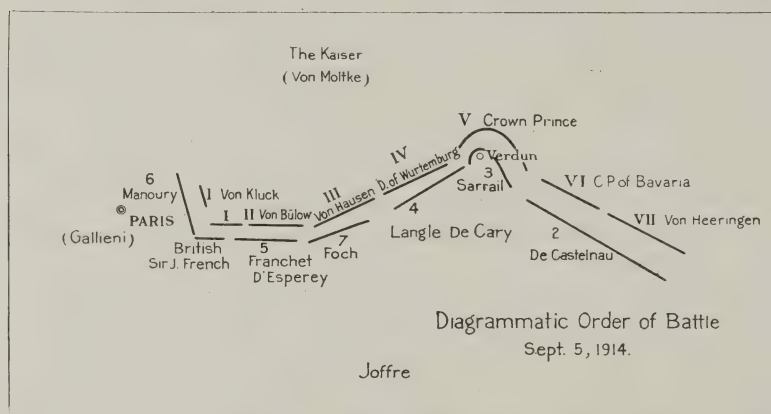 The Kaiser
(Von Moltke)
V Crown Prince
IV
D. of Wurtemburg
Verdun
3
Sarrail
III
Von Hausen
6
Manoury
I Von Kluck
VI C P of Bavaria
PARIS
(Gallieni)
I
II Von Bülow
4
VII Von Heeringen
British
Sir J. French
5
Franchet
D'Esperey
7
Foch
Langle De Cary
2
De Castelnau
Diagrammatic Order of Battle
Sept. 5, 1914.
Joffre